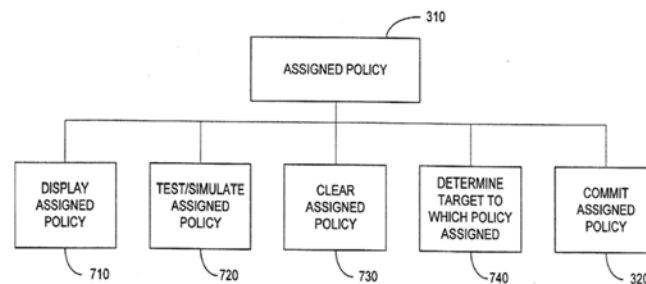 310
ASSIGNED POLICY
DISPLAY
ASSIGNED
POLICY
TEST/SIMULATE
ASSIGNED
POLICY
CLEAR
ASSIGNED
POLICY
DETERMINE
TARGET TO
WHICH POLICY
ASSIGNED
COMMIT
ASSIGNED
POLICY
710
720
730
740
320